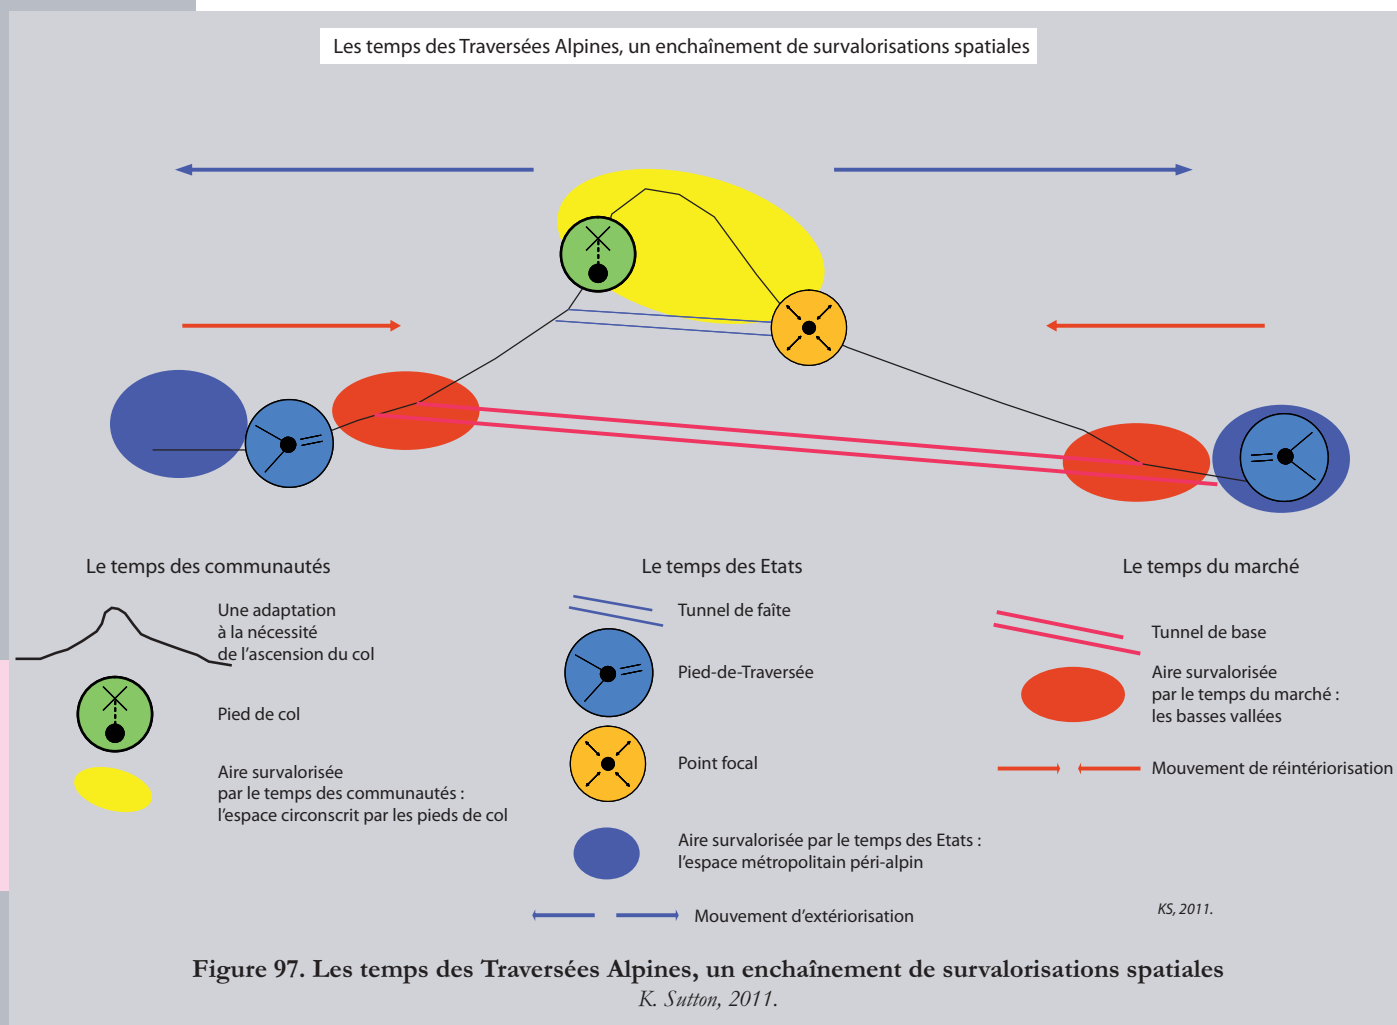 Les temps des Traversées Alpines, un enchaînement de survalorisations spatiales
Le temps des communautés
Une adaptation
à la nécessité
de l'ascension du col
Pied de col
Aire survalorisée
par le temps des communautés :
l'espace circonscrit par les pieds de col
Le temps des Etats
Tunnel de faîte
Pied-de-Traversée
Point focal
Aire survalorisée par le temps des Etats :
l'espace métropolitain péri-alpin
Mouvement d'extériorisation
Le temps du marché
Tunnel de base
Aire survalorisée
par le temps du marché :
les basses vallées
Mouvement de réintériorisation
KS, 2011.
Figure 97. Les temps des Traversées Alpines, un enchaînement de survalorisations spatiales
K. Sutton, 2011.